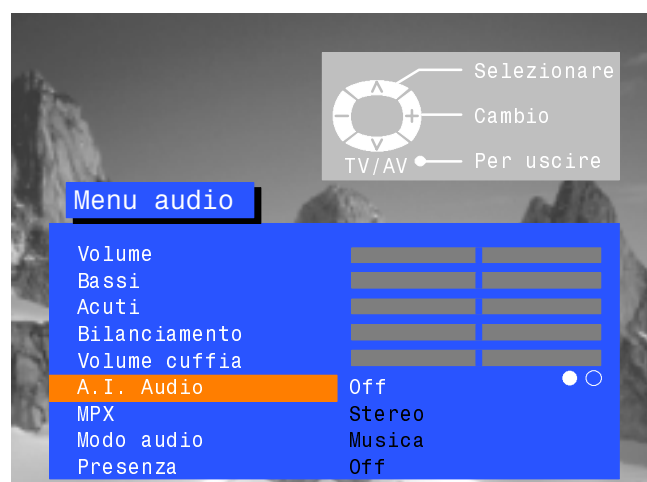 Selezionare
Cambio
TV/AV Per uscire
Menu audio
Volume
Bassi
Acuti
Bilanciamento
Volume cuffia
A.I. Audio Off
MPX Stereo
Modo audio Musica
Presenza Off